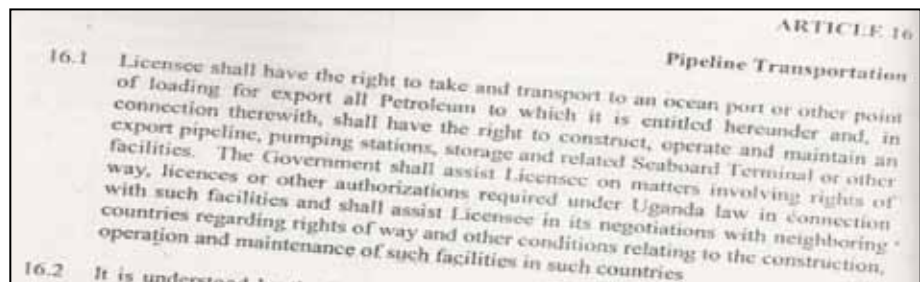 ARTICLE 16
Pipeline Transportation
16.1 Licensee shall have the right to take and transport to an ocean port or other point
of loading for export all Petroleum to which it is entitled hereunder and, in
connection therewith, shall have the right to construct, operate and maintain an
export pipeline, pumping stations, storage and related Seaboard Terminal or other
facilities. The Government shall assist Licensee on matters involving rights of
way, licences or other authorizations required under Uganda law in connection
with such facilities and shall assist Licensee in its negotiations with neighboring
countries regarding rights of way and other conditions relating to the construction,
operation and maintenance of such facilities in such countries
16.2 It is understood